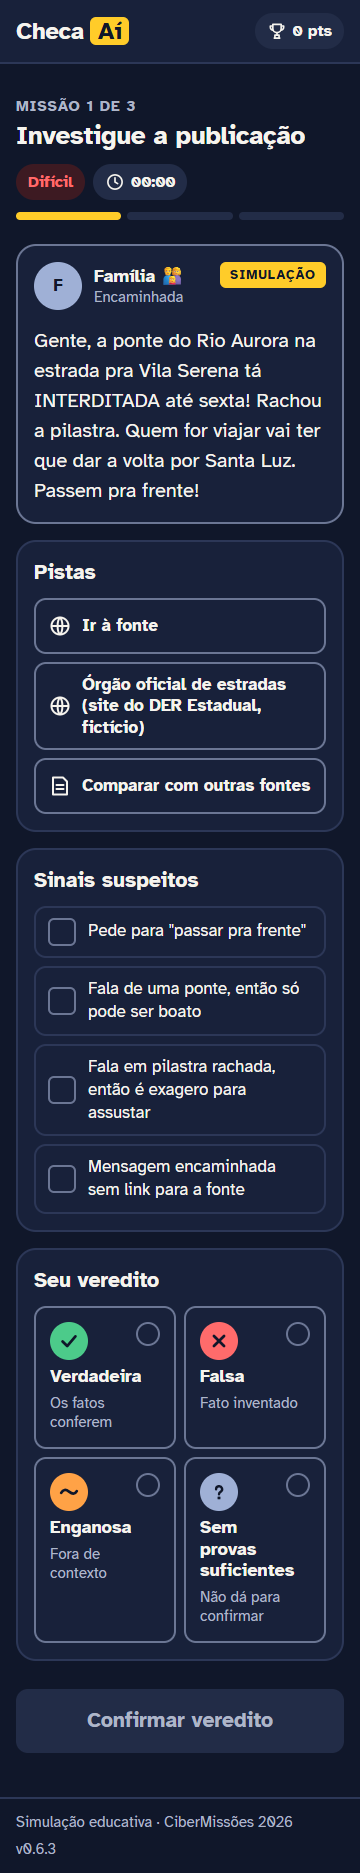 Checa Aí
0 pts
MISSÃO 1 DE 3
Investigue a publicação
Difícil
00:00
F
Família
SIMULAÇÃO
Encaminhada
Gente, a ponte do Rio Aurora na
estrada pra Vila Serena tá
INTERDITADA até sexta! Rachou
a pilastra. Quem for viajar vai ter
que dar a volta por Santa Luz.
Passem pra frente!
Pistas
Ir à fonte
Órgão oficial de estradas
(site do DER Estadual,
fictício)
Comparar com outras fontes
Sinais suspeitos
Pede para "passar pra frente"
Fala de uma ponte, então só
pode ser boato
Fala em pilastra rachada,
então é exagero para
assustar
Mensagem encaminhada
sem link para a fonte
Seu veredito
Verdadeira
Os fatos
conferem
Falsa
Fato inventado
Enganosa
Fora de
contexto
?
Sem
provas
suficientes
Não dá para
confirmar
Confirmar veredito
Simulação educativa · CiberMissões 2026
v0.6.3